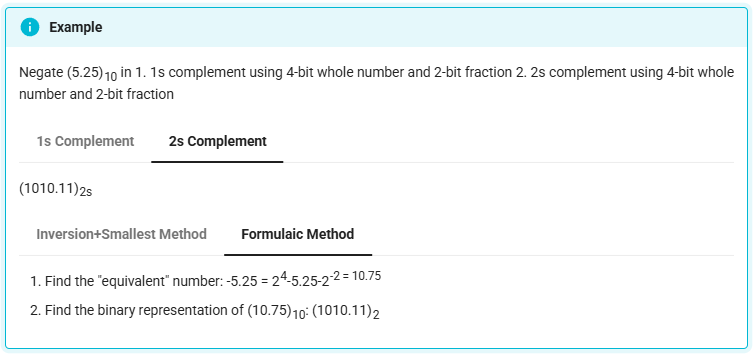 Example
Negate (5.25)₁₀ in 1. 1s complement using 4-bit whole number and 2-bit fraction 2. 2s complement using 4-bit whole
number and 2-bit fraction
1s Complement 2s Complement
(1010.11)₂ₛ
Inversion+Smallest Method Formulaic Method
1. Find the "equivalent" number: -5.25 = 2⁴-5.25-2⁻² ⁼ ¹⁰·⁷⁵
2. Find the binary representation of (10.75)₁₀: (1010.11)₂